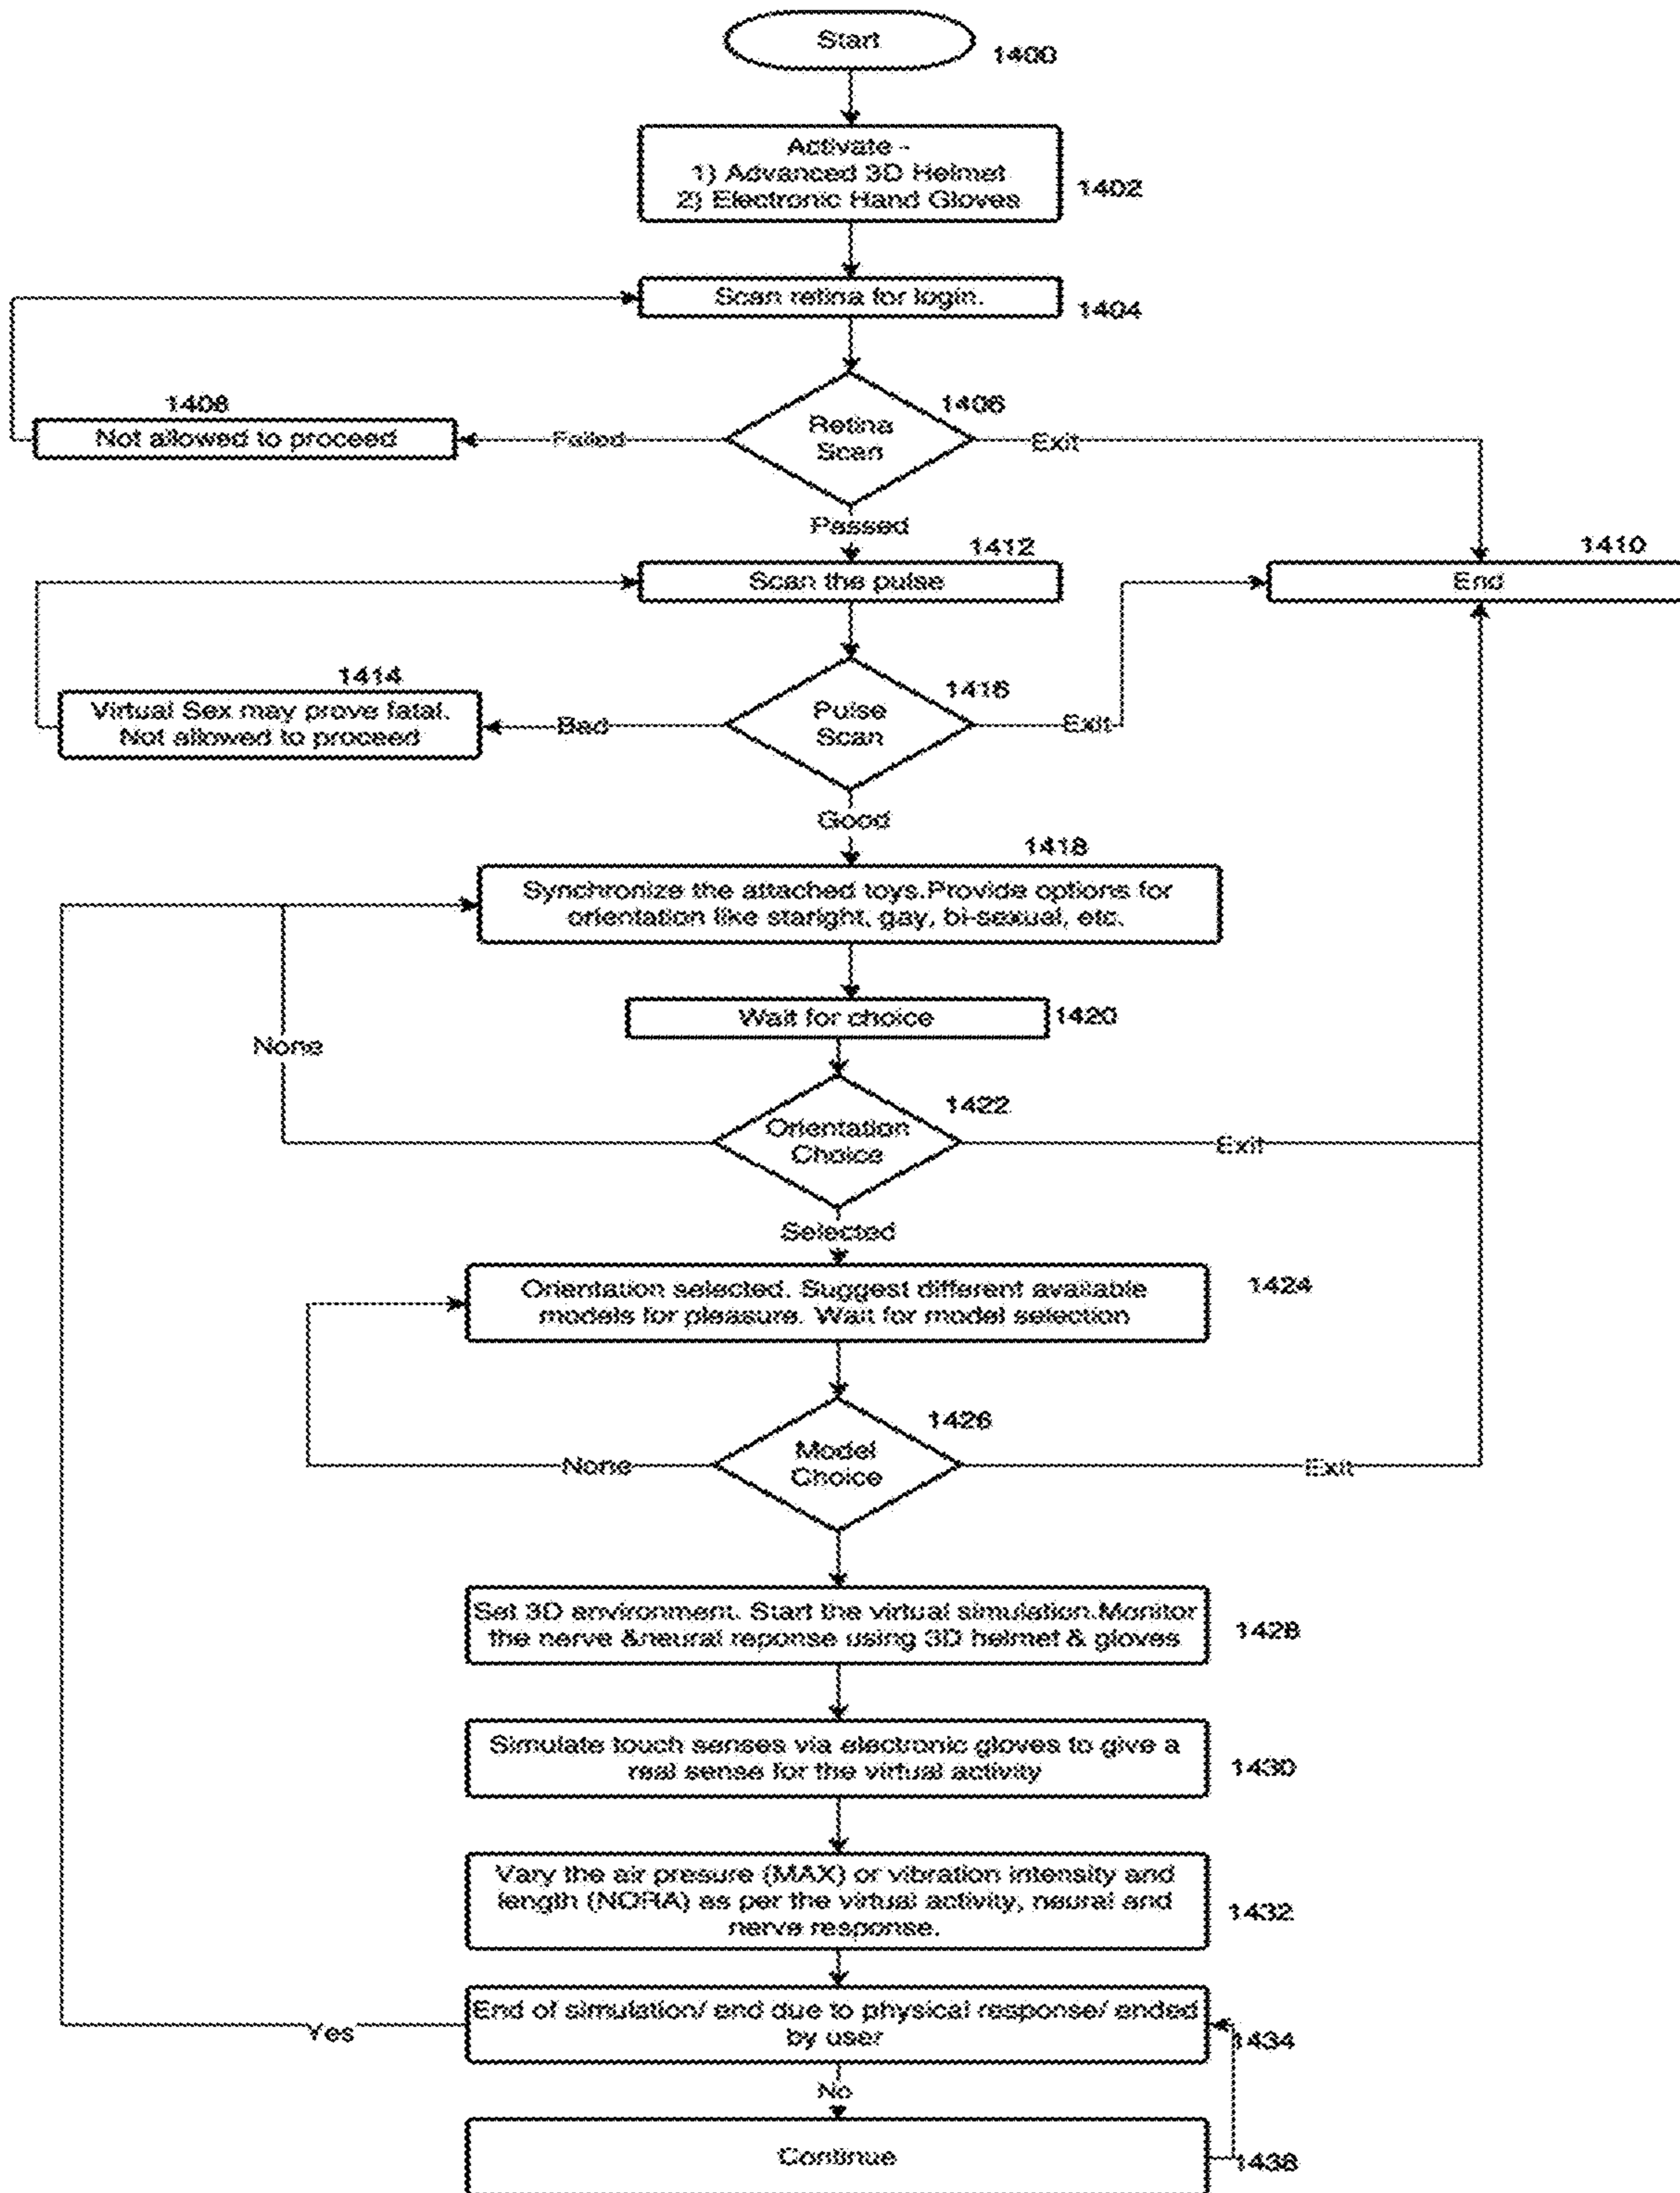 Start
1400
Activate -
1) Advanced 3D Helmet
2) Electronic Hand Gloves
1402
Scan retina for login.
1404
1408
Not allowed to proceed
Failed
Retina
Scan
1406
Exit
Passed
1412
Scan the pulse
1410
End
1414
Virtual Sex may prove fatal.
Not allowed to proceed
Bad
Pulse
Scan
1416
Exit
Good
1418
Synchronize the attached toys.Provide options for
orientation like staright, gay, bi-sexual, etc.
Wait for choice
1420
None
Orientation
Choice
1422
Exit
Selected
Orientation selected. Suggest different available
models for pleasure. Wait for model selection
1424
None
Model
Choice
1426
Exit
Set 3D environment. Start the virtual simulation.Monitor
the nerve &neural reponse using 3D helmet & gloves
1428
Simulate touch senses via electronic gloves to give a
real sense for the virtual activity
1430
Vary the air presure (MAX) or vibration intensity and
length (NORA) as per the virtual activity, neural and
nerve response.
1432
End of simulation/ end due to physical response/ ended
by user
1434
Yes
No
Continue
1438